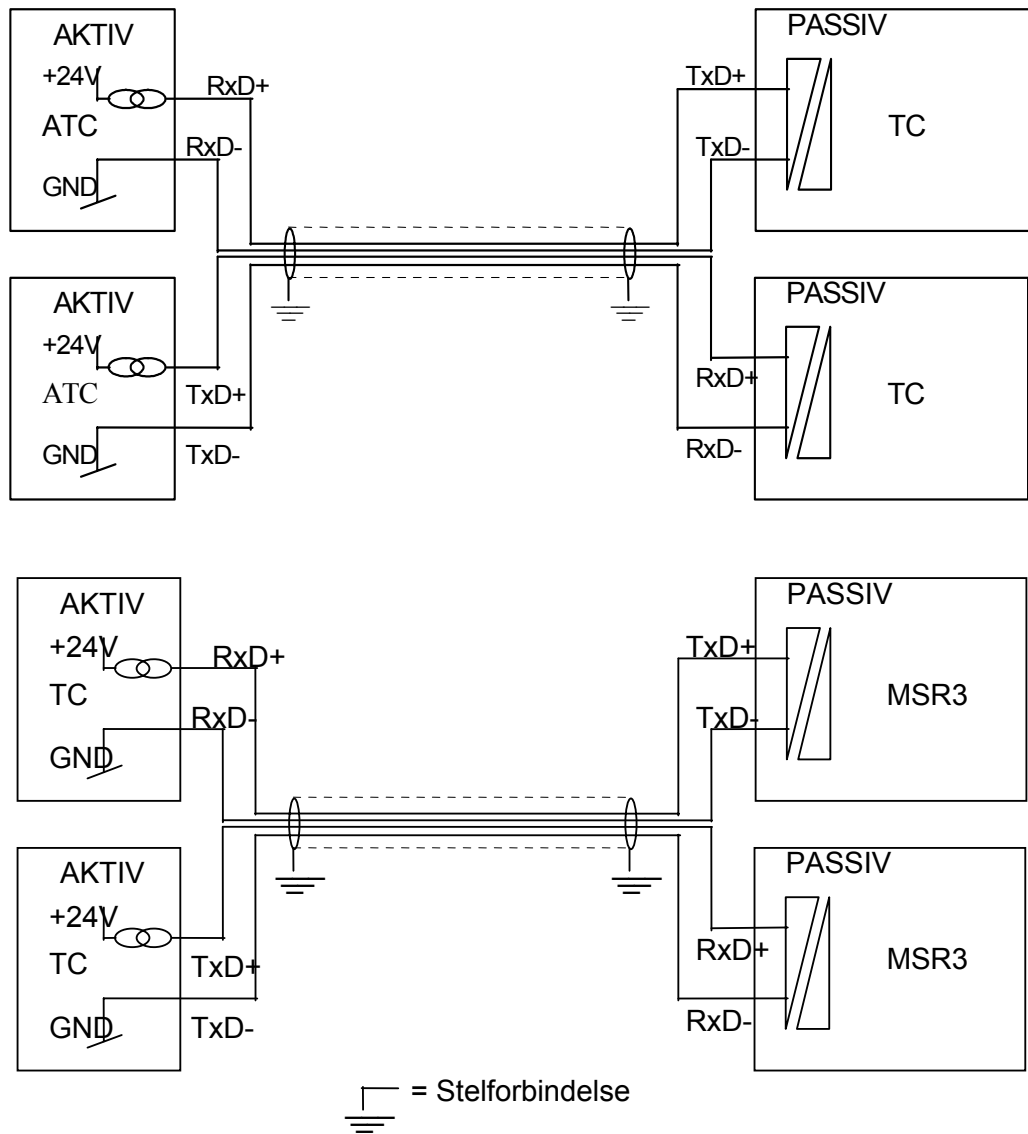 AKTIV
+24V
RxD+
ATC
RxD-
GND
PASSIV
TxD+
TC
TxD-
AKTIV
+24V
ATC
TxD+
GND
TxD-
PASSIV
RxD+
TC
RxD-
AKTIV
+24V
RxD+
TC
RxD-
GND
PASSIV
TxD+
MSR3
TxD-
AKTIV
+24V
TC
TxD+
GND
TxD-
PASSIV
RxD+
MSR3
RxD-
= Stelforbindelse